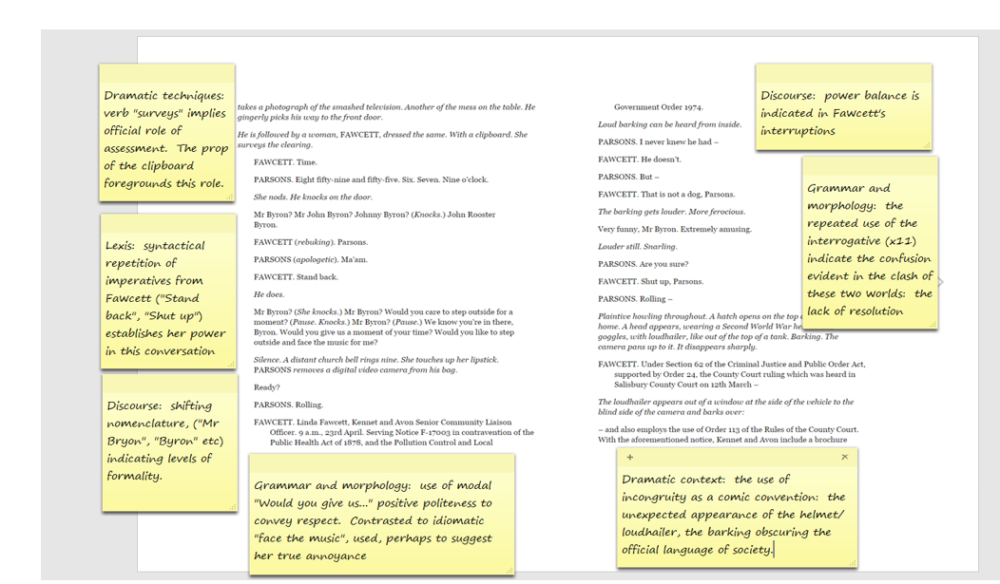 Dramatic techniques:
verb "surveys" implies
official role of
assessment. The prop
of the clipboard
foregrounds this role.
Lexis: syntactical
repetition of
imperatives from
Fawcett ("Stand
back", "Shut up")
establishes her power
in this conversation
Discourse: shifting
nomenclature, ("Mr
Bryon", "Byron" etc)
indicating levels of
formality.
takes a photograph of the smashed television. Another of the mess on the table. He
gingerly picks his way to the front door.
He is followed by a woman, FAWCETT, dressed the same. With a clipboard. She
surveys the clearing.
FAWCETT. Time.
PARSONS. Eight fifty-nine and fifty-five. Six. Seven. Nine o'clock.
She nods. He knocks on the door.
Mr Byron? Mr John Byron? Johnny Byron? (Knocks.) John Rooster
Byron.
FAWCETT (rebuking). Parsons.
PARSONS (apologetic). Ma'am.
FAWCETT. Stand back.
He does.
Mr Byron? (She knocks.) Mr Byron? Would you care to step outside for a
moment? (Pause. Knocks.) Mr Byron? (Pause.) We know you're in there,
Byron. Would you give us a moment of your time? Would you like to step
outside and face the music for me?
Silence. A distant church bell rings nine. She touches up her lipstick.
PARSONS removes a digital video camera from his bag.
Ready?
PARSONS. Rolling.
FAWCETT. Linda Fawcett, Kennet and Avon Senior Community Liaison
Officer. 9 a.m., 23rd April. Serving Notice F-17003 in contravention of the
Public Health Act of 1878, and the Pollution Control and Local
Grammar and morphology: use of modal
"Would you give us..." positive politeness to
convey respect. Contrasted to idiomatic
"face the music", used, perhaps to suggest
her true annoyance
Government Order 1974.
Loud barking can be heard from inside.
PARSONS. I never knew he had –
FAWCETT. He doesn't.
PARSONS. But –
FAWCETT. That is not a dog, Parsons.
The barking gets louder. More ferocious.
Very funny, Mr Byron. Extremely amusing.
Louder still. Snarling.
PARSONS. Are you sure?
FAWCETT. Shut up, Parsons.
PARSONS. Rolling –
Plaintive howling throughout. A hatch opens on the top
home. A head appears, wearing a Second World War
goggles, with loudhailer, like out of the top of a tank. Barking. The
camera pans up to it. It disappears sharply.
FAWCETT. Under Section 62 of the Criminal Justice and Public Order Act,
supported by Order 24, the County Court ruling which was heard in
Salisbury County Court on 12th March –
The loudhailer appears out of a window at the side of the vehicle to the
blind side of the camera and barks over:
– and also employs the use of Order 113 of the Rules of the County Court.
With the aforementioned notice, Kennet and Avon include a brochure
Discourse: power balance is
indicated in Fawcett's
interruptions
Grammar and
morphology: the
repeated use of the
interrogative (x11)
indicate the confusion
evident in the clash of
these two worlds: the
lack of resolution
Dramatic context: the use of
incongruity as a comic convention: the
unexpected appearance of the helmet/
loudhailer, the barking obscuring the
official language of society.